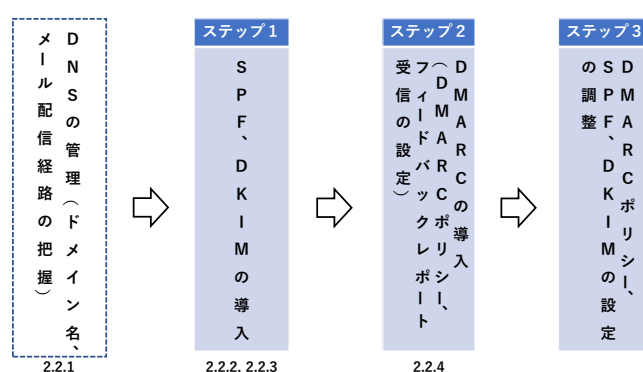 DNSの管理(ドメイン名、
メール配信経路の把握)
2.2.1
ステップ1
SPF、DKIMの導入
2.2.2, 2.2.3
ステップ2
DMARCの導入
(DMARCポリシー、
フィードバックレポート
受信の設定)
2.2.4
ステップ3
DMARCポリシー、
SPF、DKIMの設定
の調整